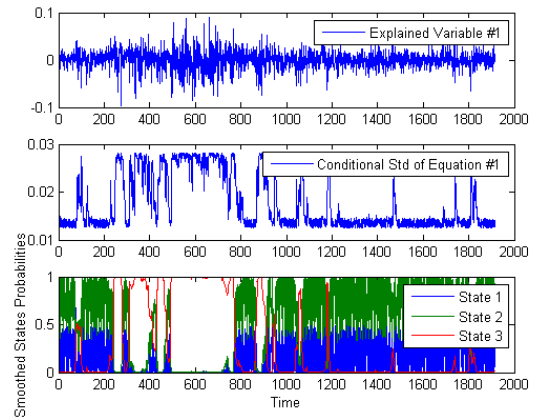 0.1
0
-0.1
Explained Variable #1
0 200 400 600 800 1000 1200 1400 1600 1800 2000
0.03
0.02
0.01
Conditional Std of Equation #1
0 200 400 600 800 1000 1200 1400 1600 1800 2000
Smoothed States Probabilities
1
0.5
0
State 1
State 2
State 3
0 200 400 600 800 1000 1200 1400 1600 1800 2000
Time